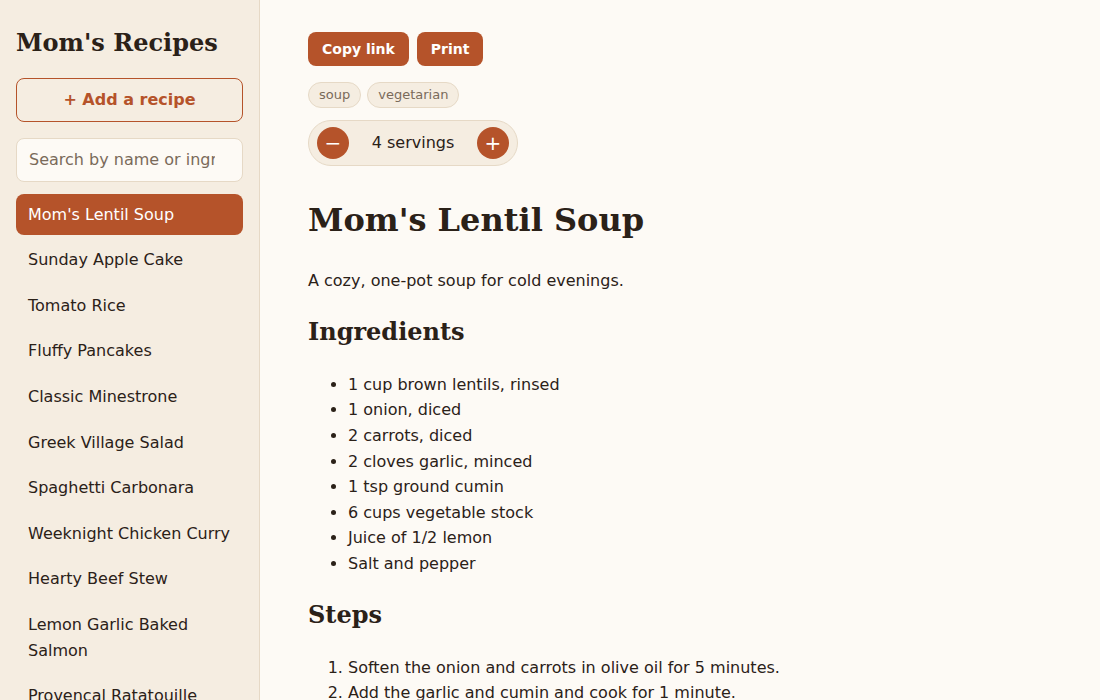 Mom's Recipes
+ Add a recipe
Search by name or ingr
Mom's Lentil Soup
Sunday Apple Cake
Tomato Rice
Fluffy Pancakes
Classic Minestrone
Greek Village Salad
Spaghetti Carbonara
Weeknight Chicken Curry
Hearty Beef Stew
Lemon Garlic Baked
Salmon
Provençal Ratatouille
Copy link
Print
soup
vegetarian
− 4 servings +
Mom's Lentil Soup
A cozy, one-pot soup for cold evenings.
Ingredients
• 1 cup brown lentils, rinsed
• 1 onion, diced
• 2 carrots, diced
• 2 cloves garlic, minced
• 1 tsp ground cumin
• 6 cups vegetable stock
• Juice of 1/2 lemon
• Salt and pepper
Steps
1. Soften the onion and carrots in olive oil for 5 minutes.
2. Add the garlic and cumin and cook for 1 minute.